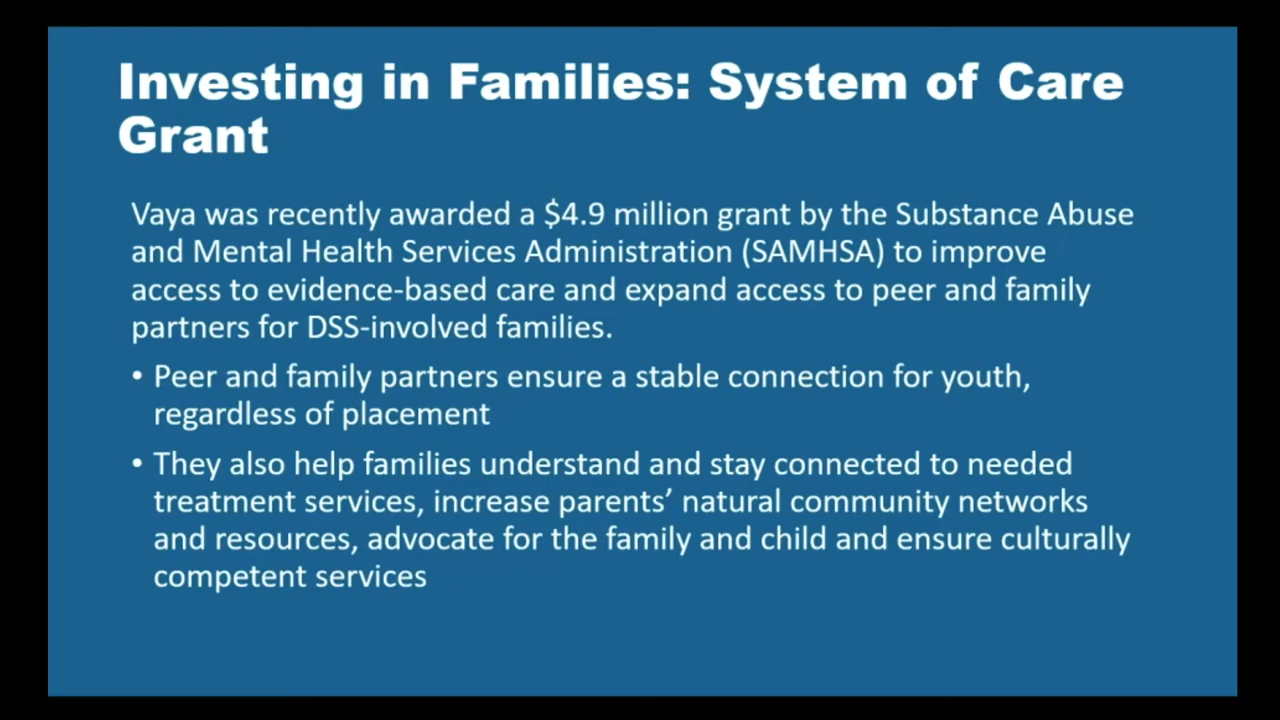 Investing in Families: System of Care
Grant
Vaya was recently awarded a $4.9 million grant by the Substance Abuse
and Mental Health Services Administration (SAMHSA) to improve
access to evidence-based care and expand access to peer and family
partners for DSS-involved families.
• Peer and family partners ensure a stable connection for youth,
regardless of placement
• They also help families understand and stay connected to needed
treatment services, increase parents’ natural community networks
and resources, advocate for the family and child and ensure culturally
competent services